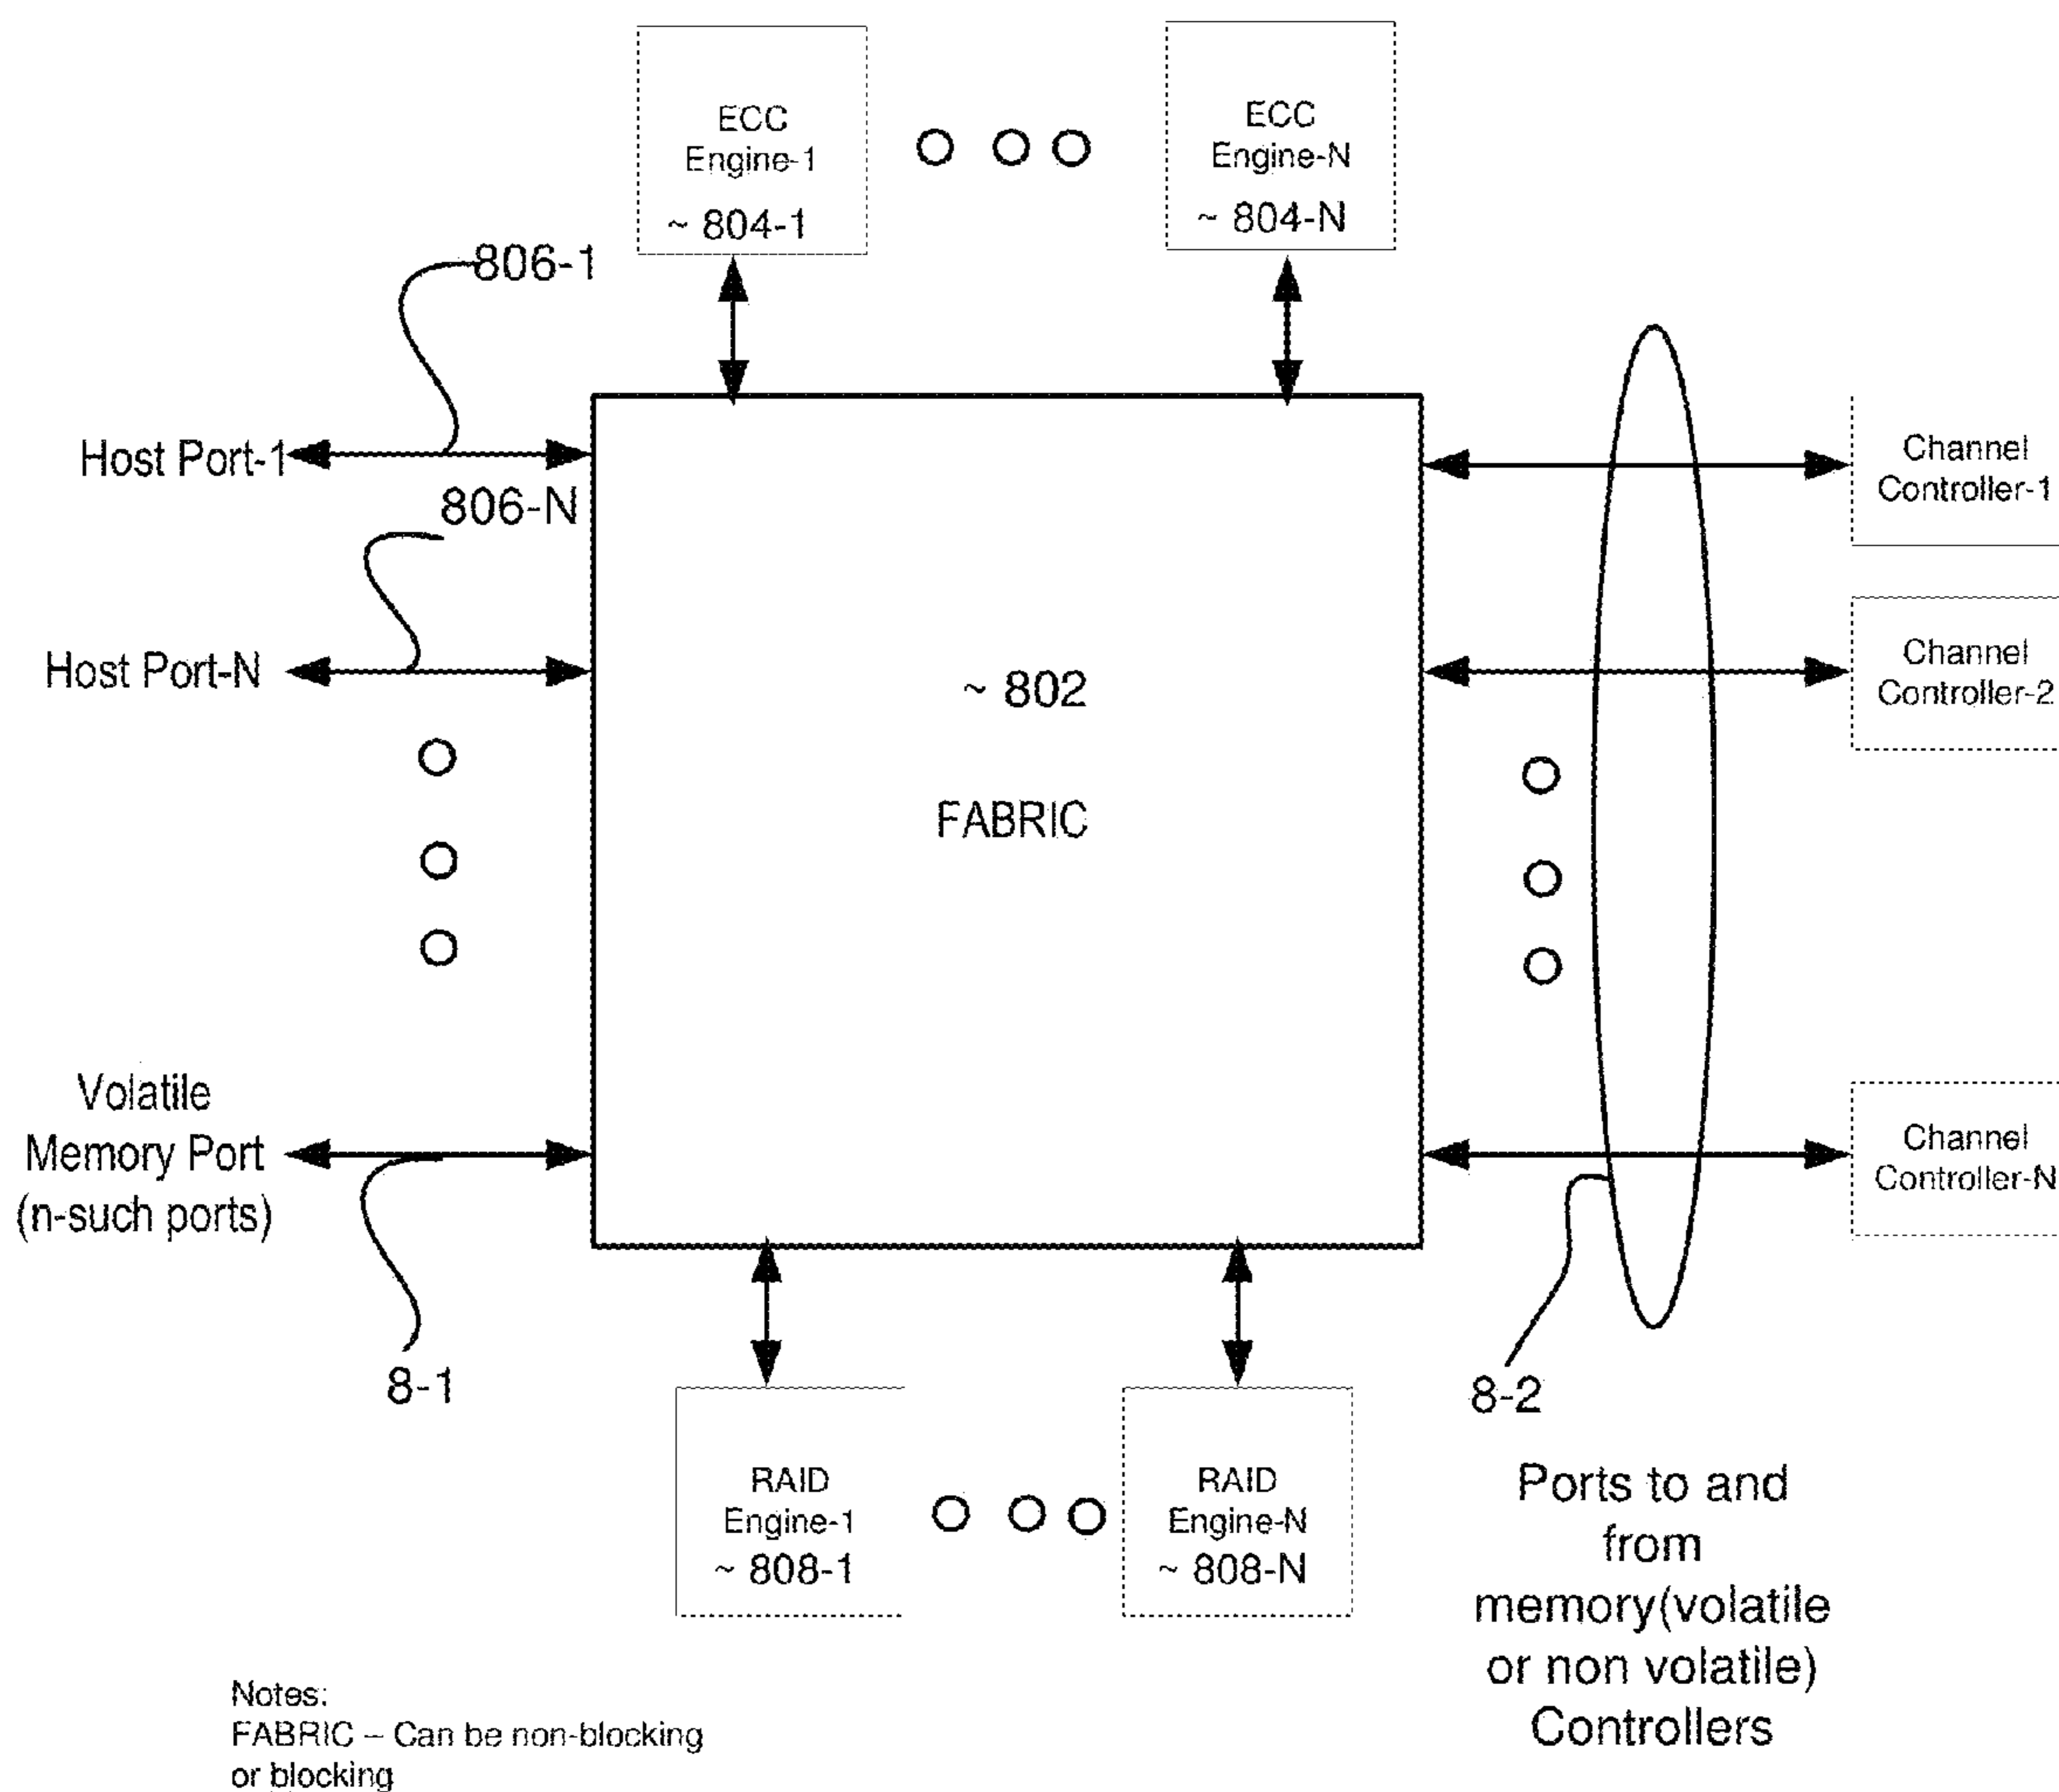 ECC
Engine-1
~ 804-1
ECC
Engine-N
~ 804-N
806-1
Host Port-1
806-N
Host Port-N
~ 802
FABRIC
Channel
Controller-1
Channel
Controller-2
Volatile
Memory Port
(n-such ports)
8-1
Channel
Controller-N
8-2
RAID
Engine-1
~ 808-1
RAID
Engine-N
~ 808-N
Ports to and
from
memory(volatile
or non volatile)
Controllers
Notes:
FABRIC – Can be non-blocking
or blocking